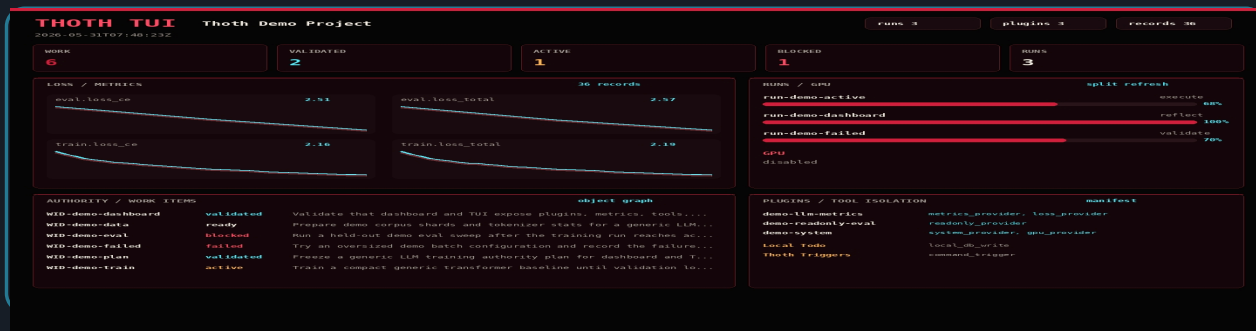 THOTH TUI Thoth Demo Project runs 3 plugins 3 records 36
2026-05-31T07:48:23Z
WORK VALIDATED ACTIVE BLOCKED RUNS
6 2 1 1 3
LOSS / METRICS 36 records
eval.loss_ce 2.51 eval.loss_total 2.57
train.loss_ce 2.16 train.loss_total 2.19
RUNS / GPU split refresh
run-demo-active execute
68%
run-demo-dashboard reflect
100%
run-demo-failed validate
70%
GPU
disabled
AUTHORITY / WORK ITEMS object graph
WID-demo-dashboard validated Validate that dashboard and TUI expose plugins, metrics, tools,...
WID-demo-data ready Prepare demo corpus shards and tokenizer stats for a generic LLM...
WID-demo-eval blocked Run a held-out demo eval sweep after the training run reaches ac...
WID-demo-failed failed Try an oversized demo batch configuration and record the failure...
WID-demo-plan validated Freeze a generic LLM training authority plan for dashboard and T...
WID-demo-train active Train a compact generic transformer baseline until validation lo...
PLUGINS / TOOL ISOLATION manifest
demo-llm-metrics metrics_provider, loss_provider
demo-readonly-eval readonly_provider
demo-system system_provider, gpu_provider
Local Todo local_db_write
Thoth Triggers command_trigger